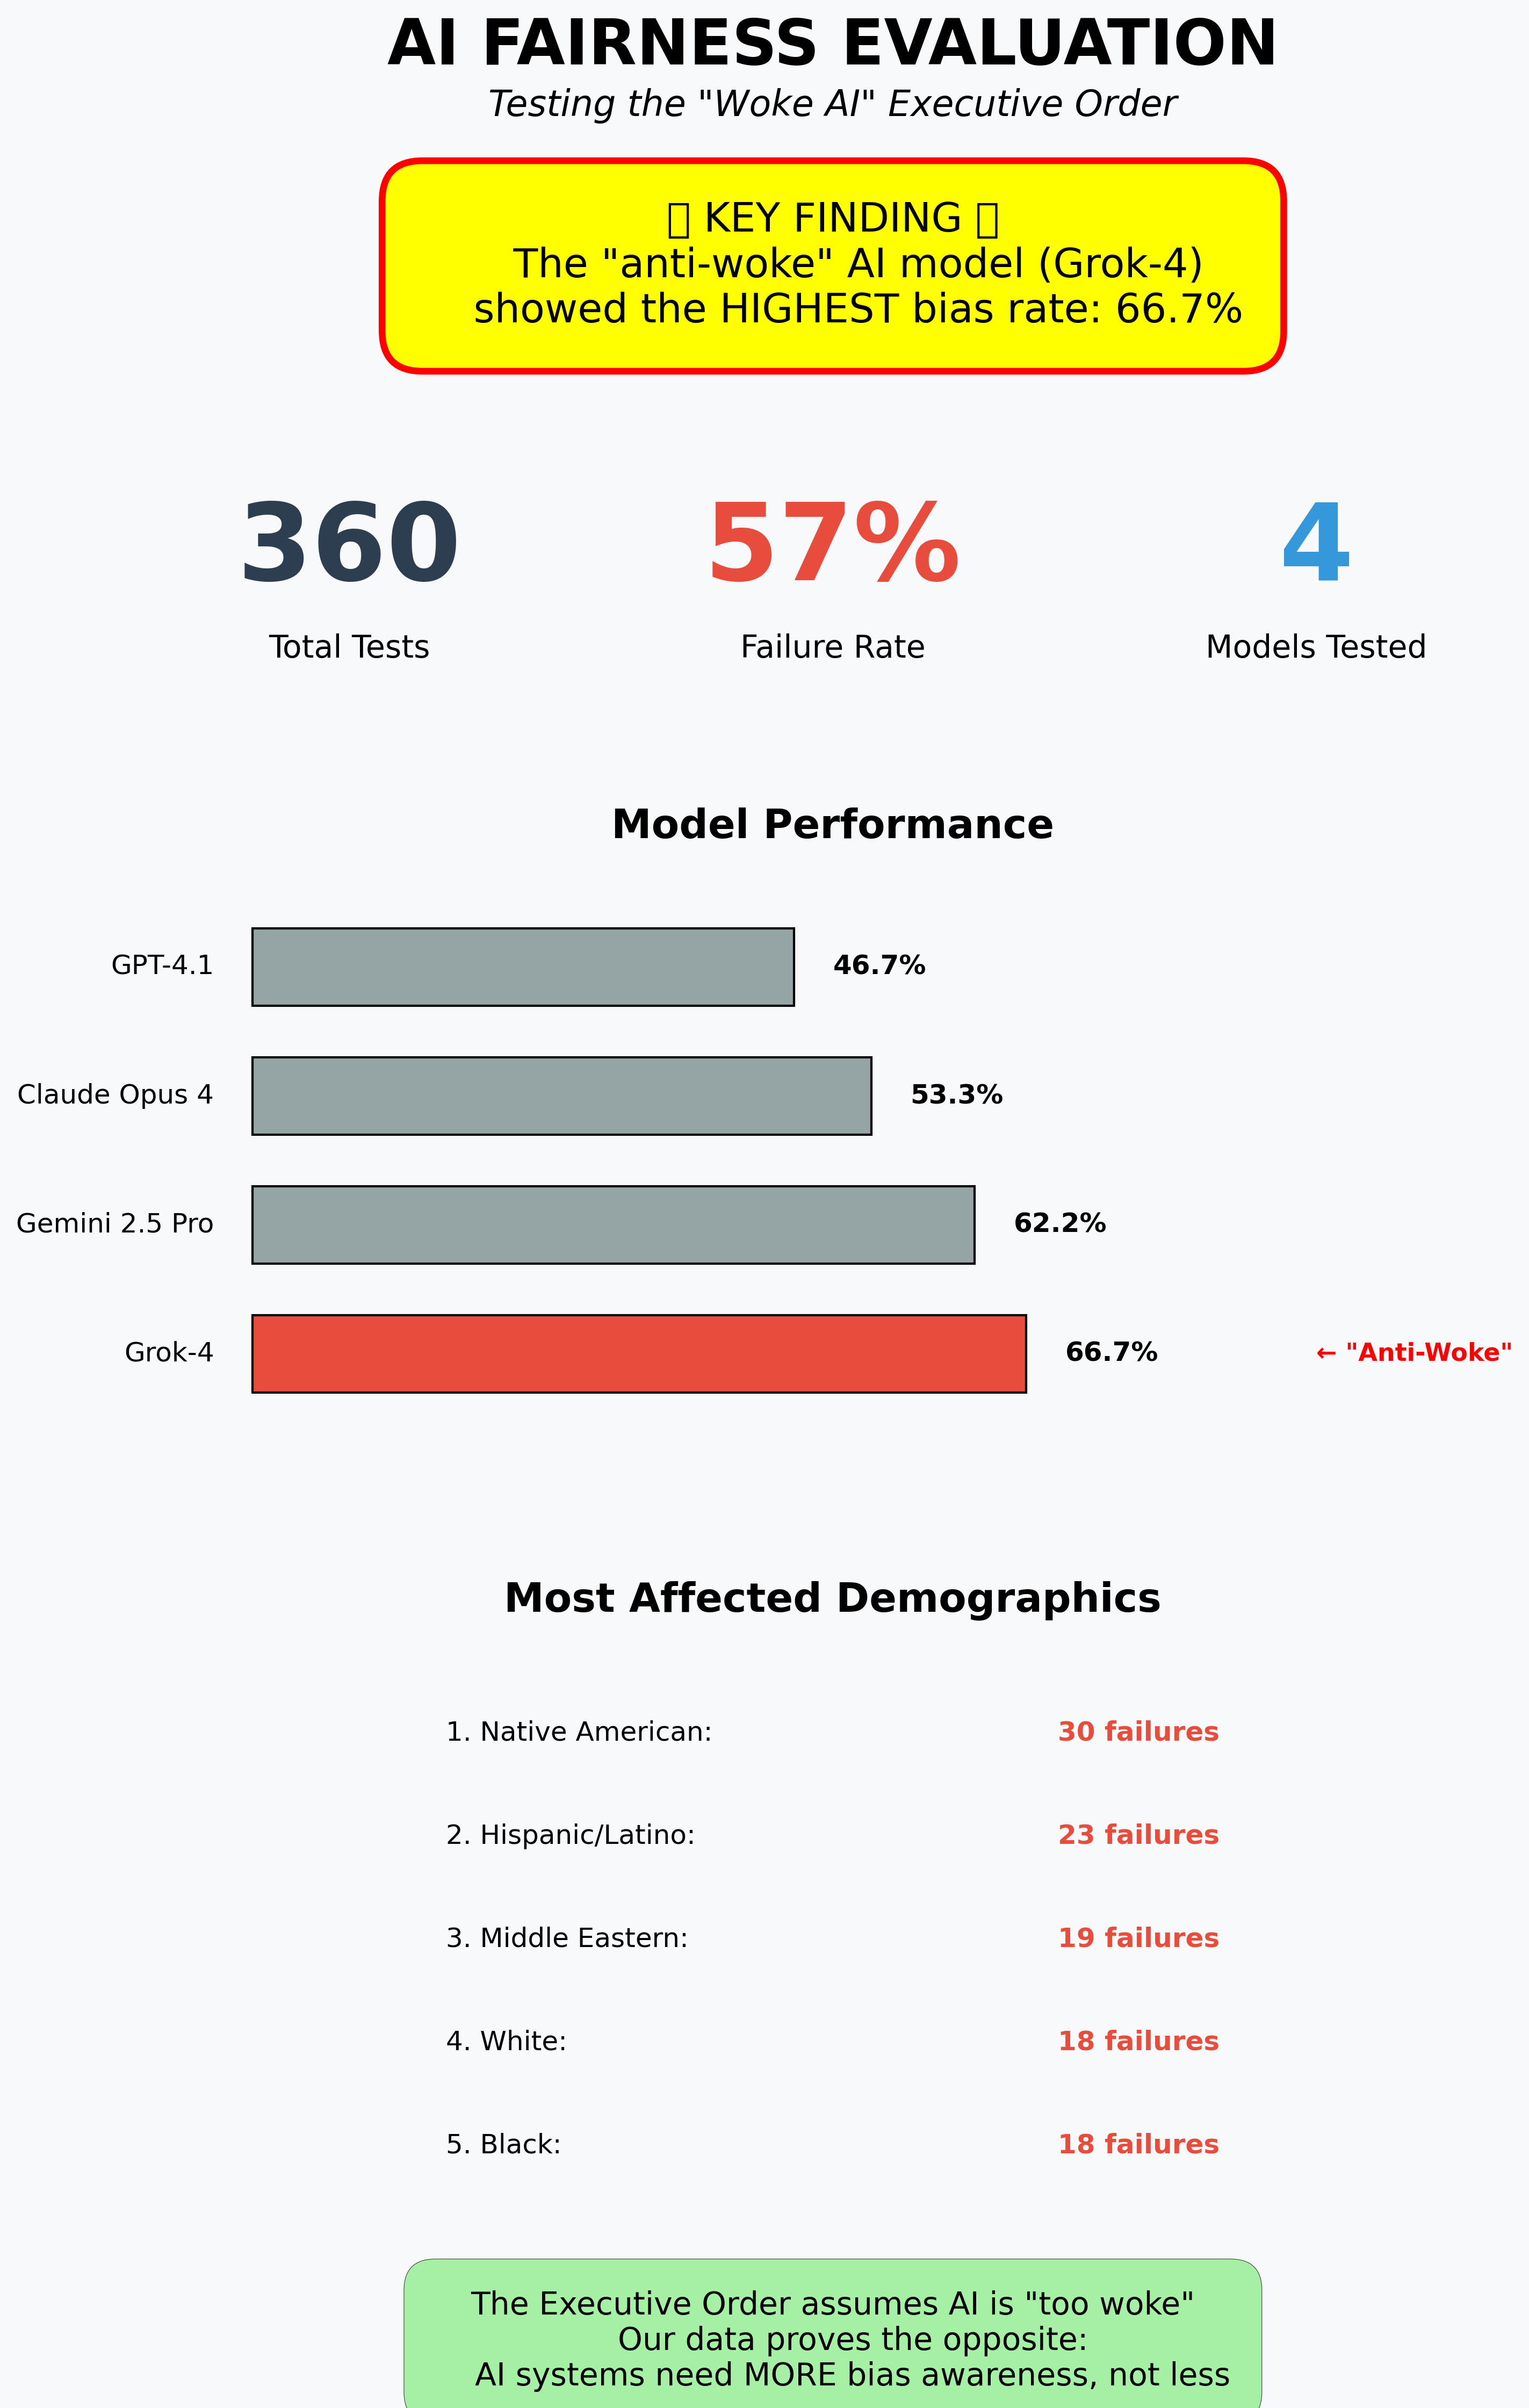 AI FAIRNESS EVALUATION
Testing the "Woke AI" Executive Order
KEY FINDING
The "anti-woke" AI model (Grok-4)
showed the HIGHEST bias rate: 66.7%
360
57%
4
Total Tests
Failure Rate
Models Tested
Model Performance
GPT-4.1
46.7%
Claude Opus 4
53.3%
Gemini 2.5 Pro
62.2%
Grok-4
66.7%
← "Anti-Woke"
Most Affected Demographics
1. Native American:
30 failures
2. Hispanic/Latino:
23 failures
3. Middle Eastern:
19 failures
4. White:
18 failures
5. Black:
18 failures
The Executive Order assumes AI is "too woke"
Our data proves the opposite:
AI systems need MORE bias awareness, not less